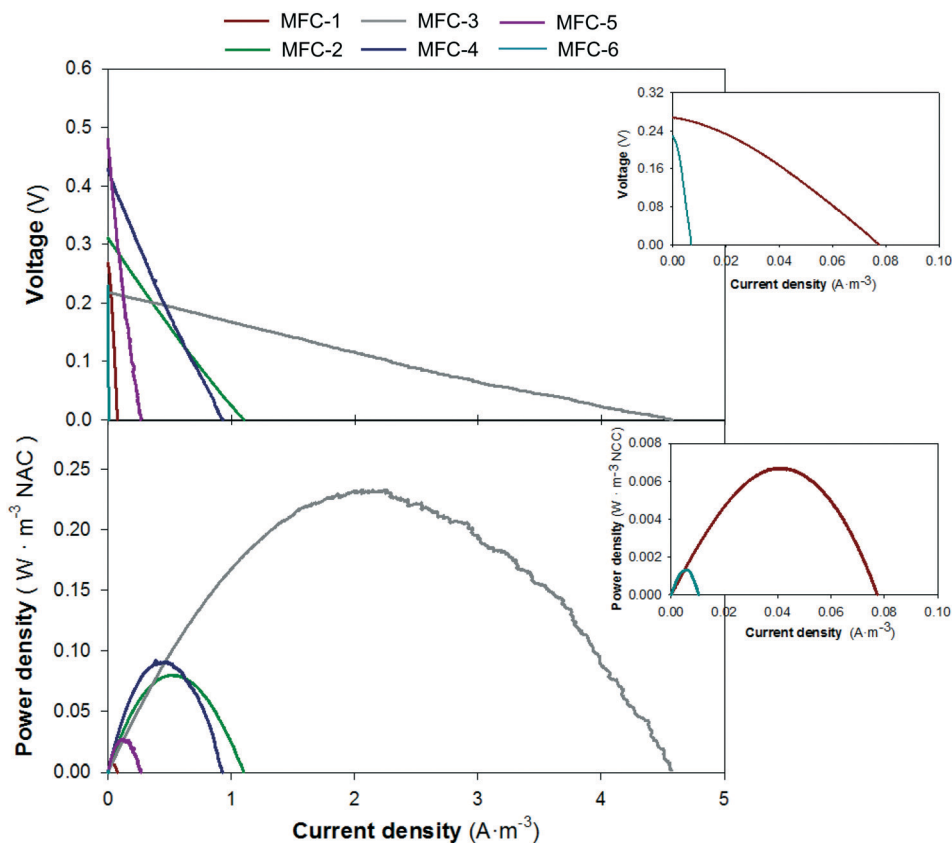 MFC-1 MFC-3 MFC-5
MFC-2 MFC-4 MFC-6
0.6
0.5
0.4
0.3
0.2
0.1
0.0
Voltage (V)
0.32
0.24
0.16
0.08
0.00
Voltage (V)
0.00 0.02 0.04 0.06 0.08 0.10
Current density (A·m⁻³)
0.25
0.20
0.15
0.10
0.05
0.00
Power density ( W · m⁻³ NAC )
0 1 2 3 4 5
Current density (A·m⁻³)
0.008
0.006
0.004
0.002
0.000
Power density (W · m⁻³ NCC)
0.00 0.02 0.04 0.06 0.08 0.10
Current density (A·m⁻³)